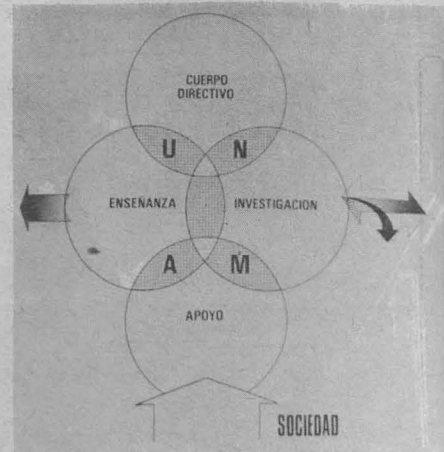 CUERPO
DIRECTIVO
U N
ENSEÑANZA INVESTIGACION
A M
APOYO
SOCIEDAD